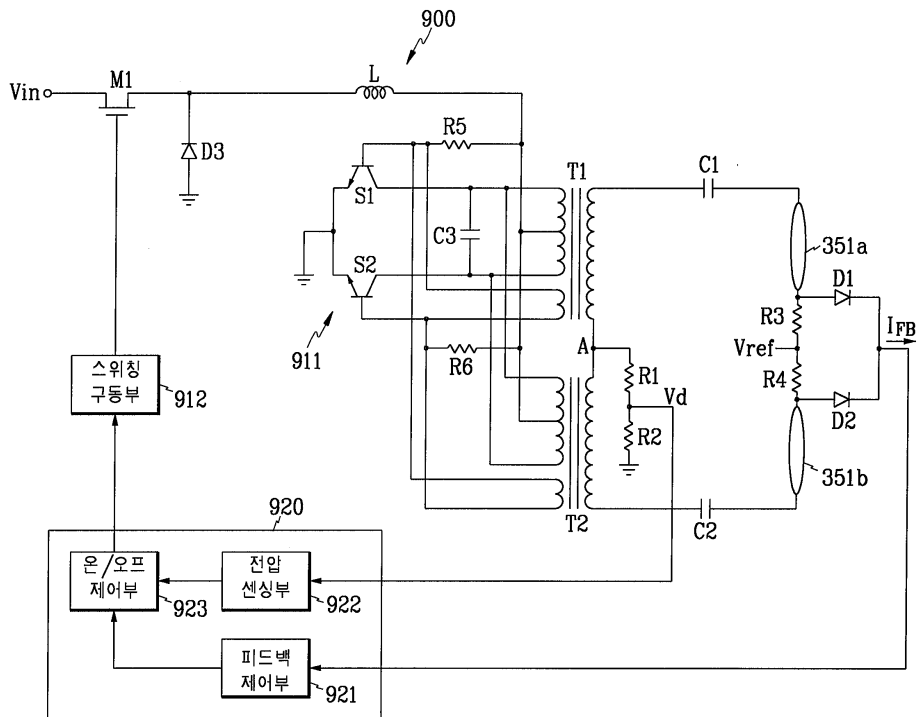 900
M1
L
Vin
R5
D3
T1
C1
S1
C3
351a
S2
D1
R3
I_FB
911
A
Vref
R6
R1
R4
스위칭
구동부
912
Vd
R2
D2
351b
T2
C2
920
온/오프
제어부
923
전압
센싱부
922
피드백
제어부
921